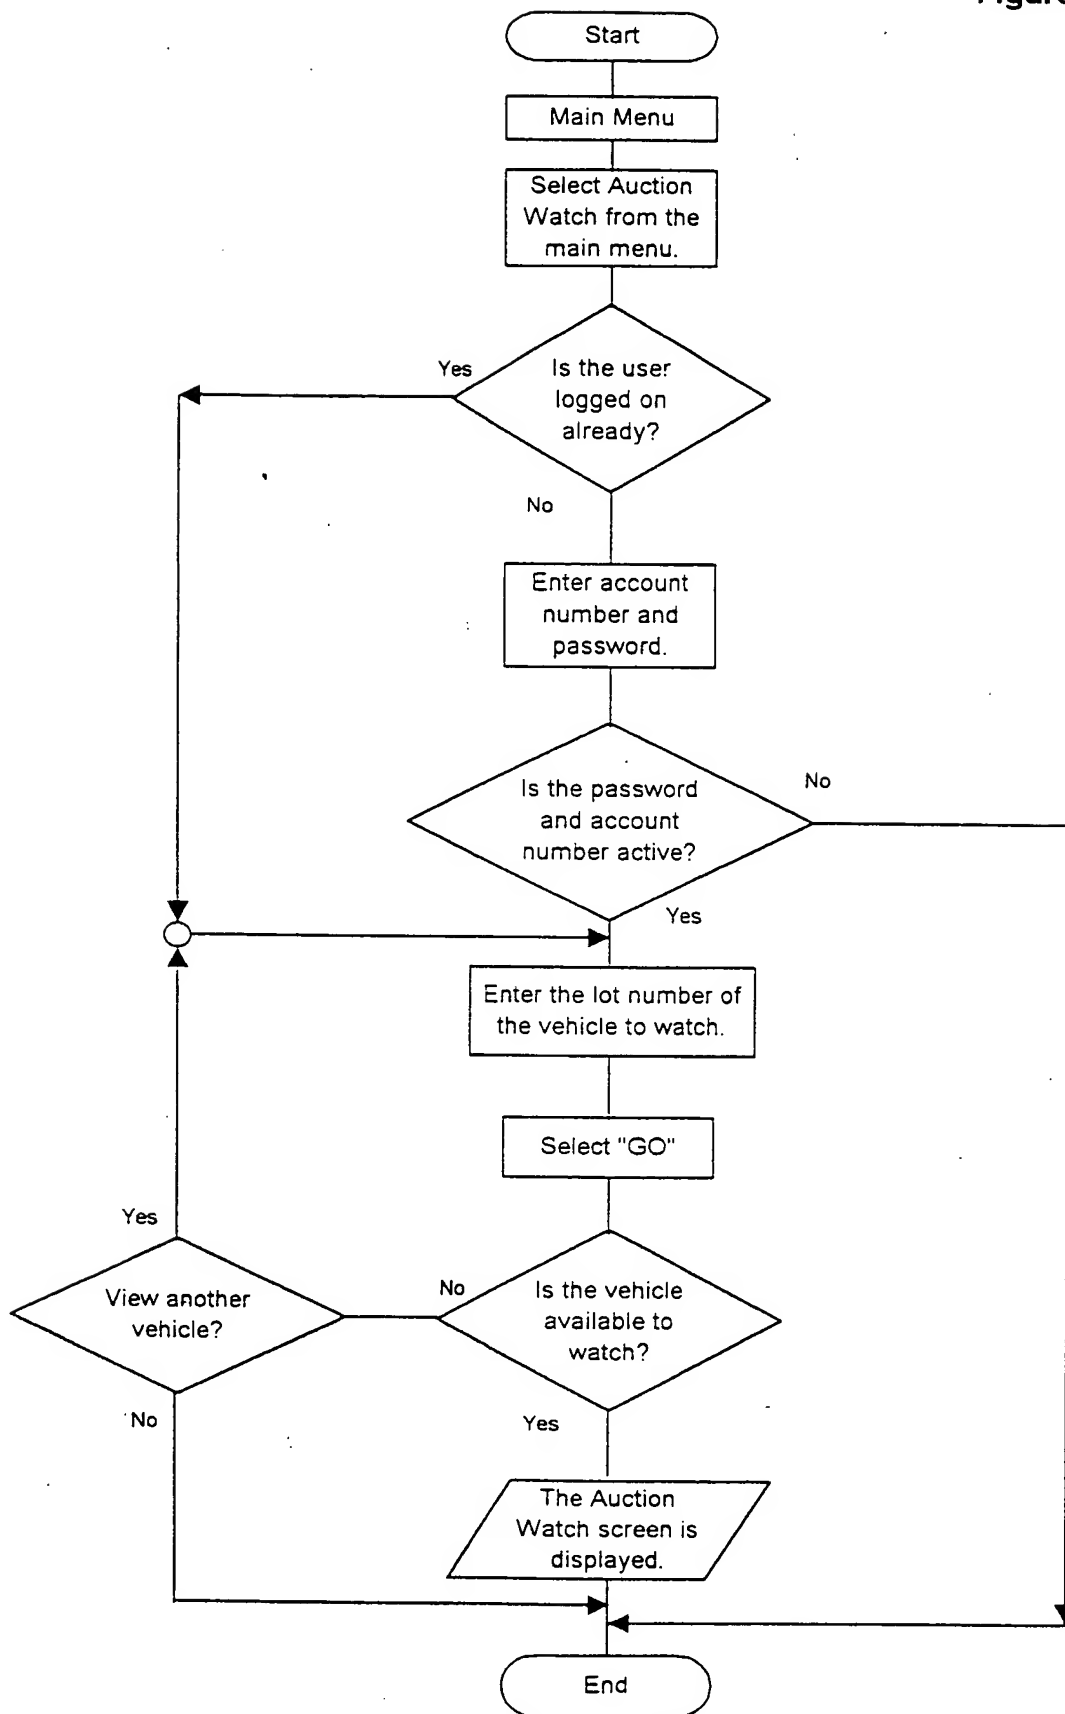 Figure
Start
Main Menu
Select Auction
Watch from the
main menu.
Yes
Is the user
logged on
already?
No
Enter account
number and
password.
No
Is the password
and account
number active?
Yes
Enter the lot number of
the vehicle to watch.
Select "GO"
Yes
View another
vehicle?
No
Is the vehicle
available to
watch?
No
Yes
The Auction
Watch screen is
displayed.
End